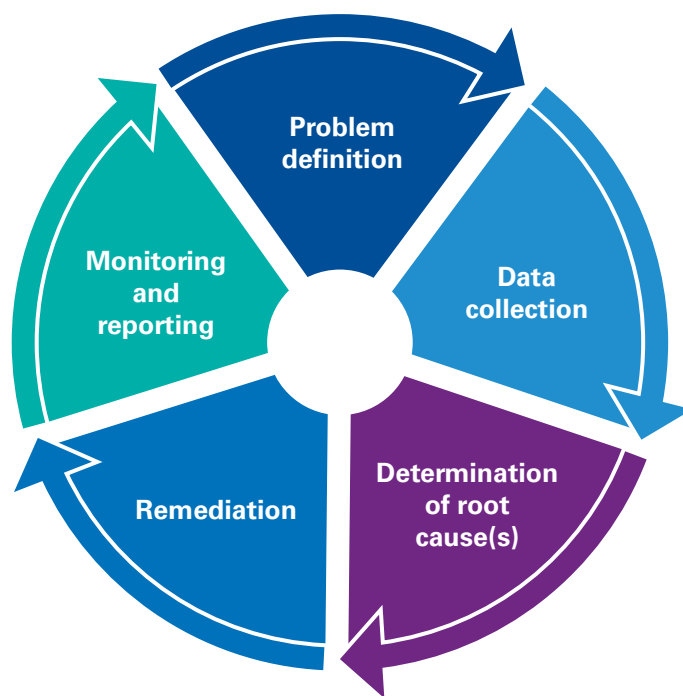 Problem
definition
Data
collection
Determination
of root
cause(s)
Remediation
Monitoring
and
reporting